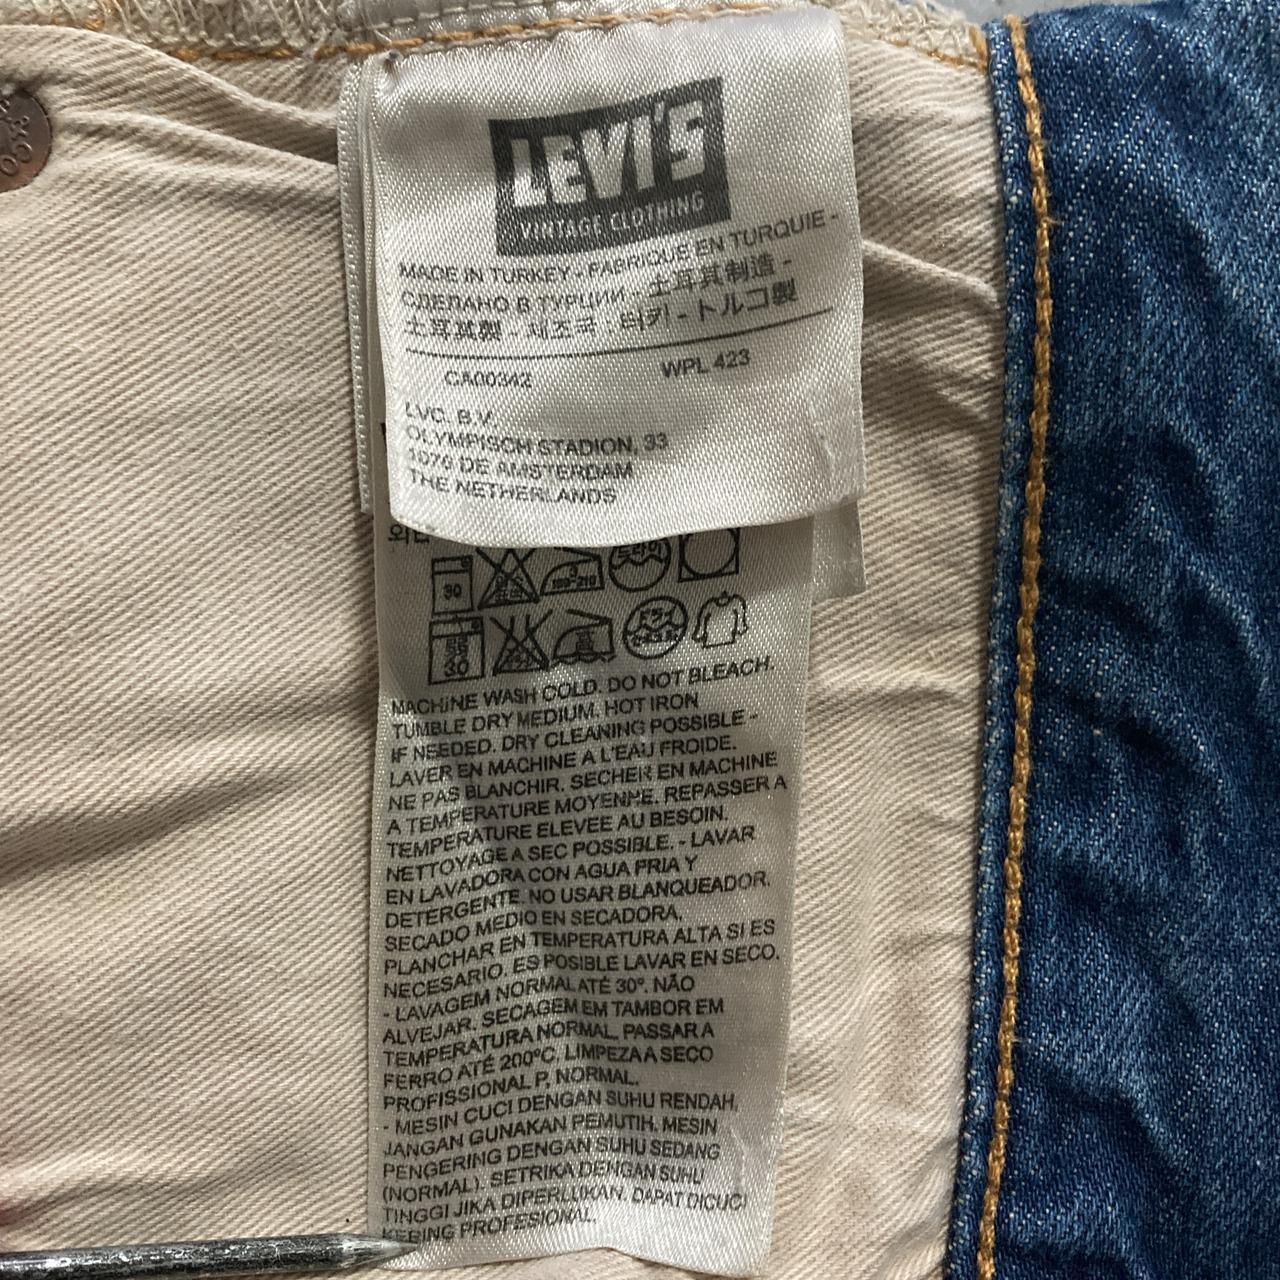 LEVI'S
VINTAGE CLOTHING
MADE IN TURKEY - FABRIQUE EN TURQUIE -
СДЕЛАНО В ТУРЦИИ - 土耳其制造 -
土耳其製 - 제조국 : 터키 - トルコ製
CA00342 WPL 423
LVC. B.V.
OLYMPISCH STADION, 33
1076 DE AMSTERDAM
THE NETHERLANDS
30
드라이
30
MACHINE WASH COLD. DO NOT BLEACH.
TUMBLE DRY MEDIUM. HOT IRON
IF NEEDED. DRY CLEANING POSSIBLE -
LAVER EN MACHINE A L'EAU FROIDE.
NE PAS BLANCHIR. SECHER EN MACHINE
A TEMPERATURE MOYENNE. REPASSER A
TEMPERATURE ELEVEE AU BESOIN.
NETTOYAGE A SEC POSSIBLE. - LAVAR
EN LAVADORA CON AGUA FRIA Y
DETERGENTE. NO USAR BLANQUEADOR.
SECADO MEDIO EN SECADORA.
PLANCHAR EN TEMPERATURA ALTA SI ES
NECESARIO. ES POSIBLE LAVAR EN SECO.
- LAVAGEM NORMAL ATÉ 30°. NÃO
ALVEJAR. SECAGEM EM TAMBOR EM
TEMPERATURA NORMAL. PASSAR A
FERRO ATÉ 200°C. LIMPEZA A SECO
PROFISSIONAL P. NORMAL.
- MESIN CUCI DENGAN SUHU RENDAH.
JANGAN GUNAKAN PEMUTIH. MESIN
PENGERING DENGAN SUHU SEDANG
(NORMAL). SETRIKA DENGAN SUHU
TINGGI JIKA DIPERLUKAN. DAPAT DICUCI
KERING PROFESIONAL.